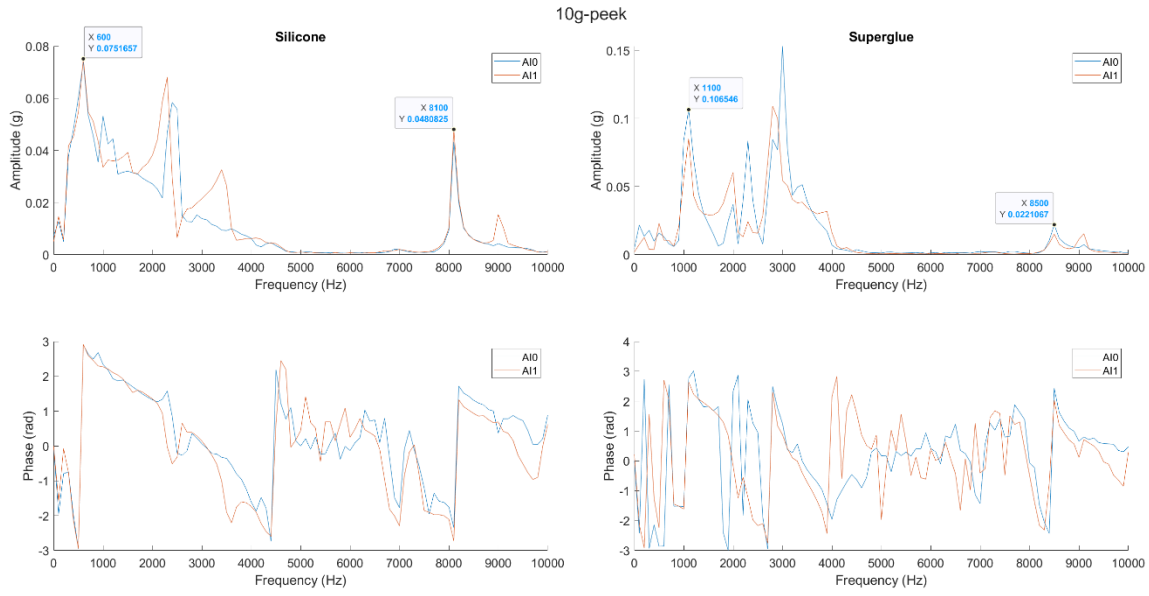 10g-peek
Silicone
X 600
Y 0.0751657
X 8100
Y 0.0480825
AI0
AI1
0.08
0.06
0.04
0.02
0
Amplitude (g)
0 1000 2000 3000 4000 5000 6000 7000 8000 9000 10000
Frequency (Hz)
Superglue
X 1100
Y 0.106546
X 8500
Y 0.0221067
AI0
AI1
0.15
0.1
0.05
0
Amplitude (g)
0 1000 2000 3000 4000 5000 6000 7000 8000 9000 10000
Frequency (Hz)
AI0
AI1
3
2
1
0
-1
-2
-3
Phase (rad)
0 1000 2000 3000 4000 5000 6000 7000 8000 9000 10000
Frequency (Hz)
AI0
AI1
4
3
2
1
0
-1
-2
-3
Phase (rad)
0 1000 2000 3000 4000 5000 6000 7000 8000 9000 10000
Frequency (Hz)